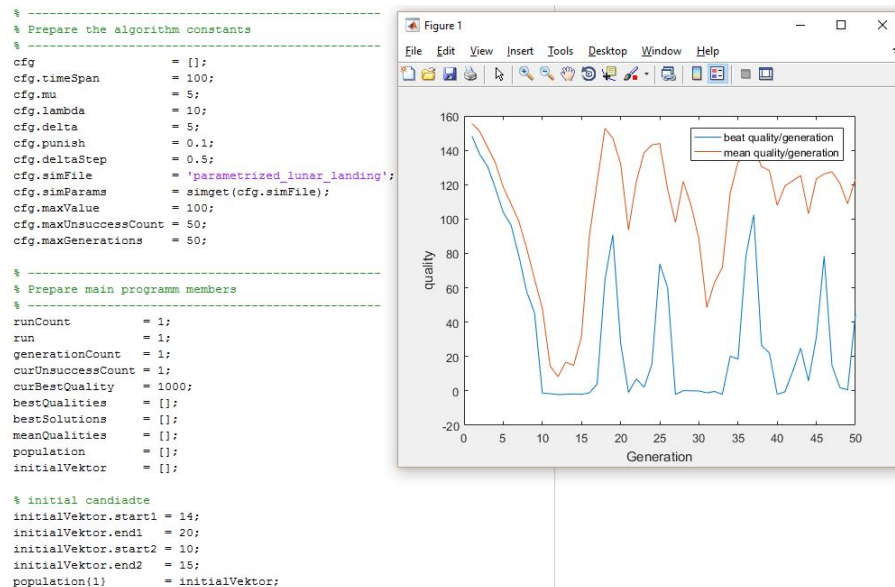 % -------------------------------------------------
% Prepare the algorithm constants
% -------------------------------------------------
cfg = [];
cfg.timeSpan = 100;
cfg.mu = 5;
cfg.lambda = 10;
cfg.delta = 5;
cfg.punish = 0.1;
cfg.deltaStep = 0.5;
cfg.simFile = 'parametrized_lunar_landing';
cfg.simParams = simget(cfg.simFile);
cfg.maxValue = 100;
cfg.maxUnsuccessCount = 50;
cfg.maxGenerations = 50;
% -------------------------------------------------
% Prepare main programm members
% -------------------------------------------------
runCount = 1;
run = 1;
generationCount = 1;
curUnsuccessCount = 1;
curBestQuality = 1000;
bestQualities = [];
bestSolutions = [];
meanQualities = [];
population = [];
initialVektor = [];
% initial candiadte
initialVektor.start1 = 14;
initialVektor.end1 = 20;
initialVektor.start2 = 10;
initialVektor.end2 = 15;
population{1} = initialVektor;
Figure 1
File Edit View Insert Tools Desktop Window Help
beat quality/generation
mean quality/generation
quality
160
140
120
100
80
60
40
20
0
-20
0 5 10 15 20 25 30 35 40 45 50
Generation